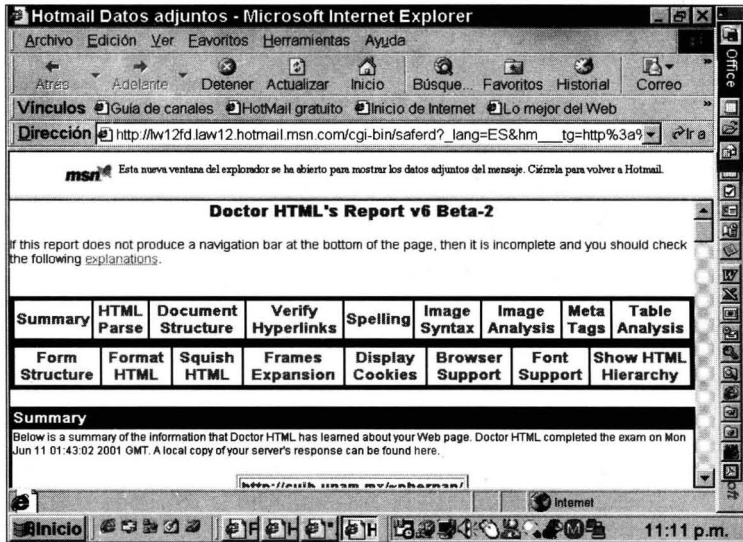 Hotmail Datos adjuntos - Microsoft Internet Explorer
Archivo Edición Ver Favoritos Herramientas Ayuda
Atrás Adelante Detener Actualizar Inicio Búsque... Favoritos Historial Correo
Vínculos Guía de canales HotMail gratuito Inicio de Internet Lo mejor del Web
Dirección http://lw12fd.law12.hotmail.msn.com/cgi-bin/saferd?_lang=ES&hm___tg=http%3a% Ir a
msn Esta nueva ventana del explorador se ha abierto para mostrar los datos adjuntos del mensaje. Ciérrela para volver a Hotmail.
Doctor HTML's Report v6 Beta-2
If this report does not produce a navigation bar at the bottom of the page, then it is incomplete and you should check
the following explanations.
Summary HTML Parse Document Structure Verify Hyperlinks Spelling Image Syntax Image Analysis Meta Tags Table Analysis
Form Structure Format HTML Squish HTML Frames Expansion Display Cookies Browser Support Font Support Show HTML Hierarchy
Summary
Below is a summary of the information that Doctor HTML has learned about your Web page. Doctor HTML completed the exam on Mon
Jun 11 01:43:02 2001 GMT. A local copy of your server's response can be found here.
Internet
Inicio 11:11 p.m.
Office